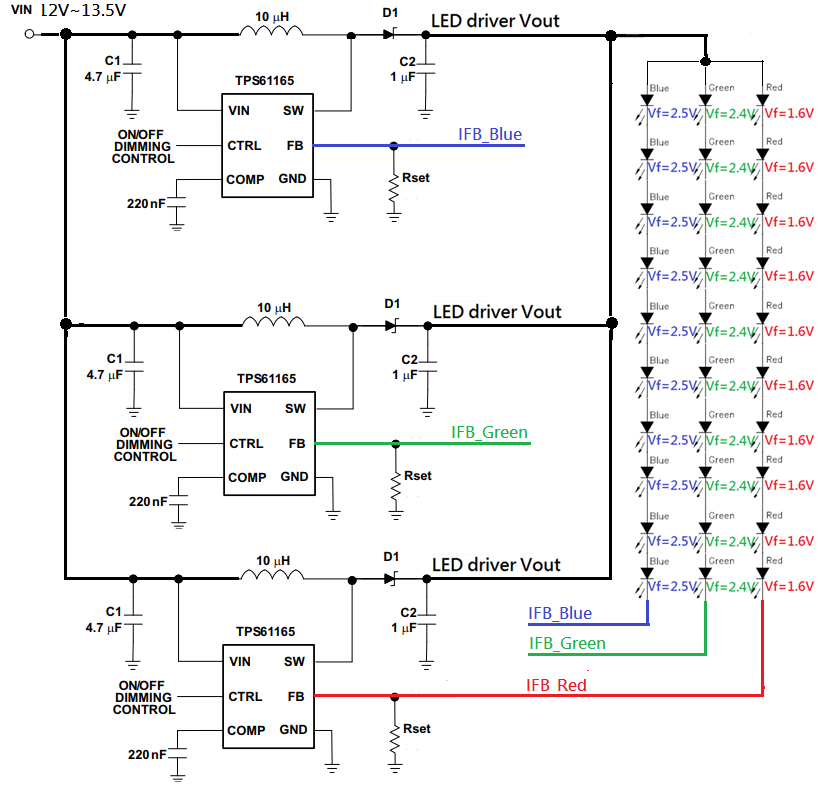 VIN 12V~13.5V
10 µH
D1
LED driver Vout
C1
4.7 µF
C2
1 µF
TPS61165
VIN
SW
ON/OFF
DIMMING
CONTROL
CTRL
FB
IFB_Blue
COMP
GND
Rset
220 nF
10 µH
D1
LED driver Vout
C1
4.7 µF
C2
1 µF
TPS61165
VIN
SW
ON/OFF
DIMMING
CONTROL
CTRL
FB
IFB_Green
COMP
GND
Rset
220 nF
10 µH
D1
LED driver Vout
C1
4.7 µF
C2
1 µF
TPS61165
VIN
SW
ON/OFF
DIMMING
CONTROL
CTRL
FB
IFB_Red
COMP
GND
Rset
220 nF
Blue Green Red
Vf=2.5V Vf=2.4V Vf=1.6V
Blue Green Red
Vf=2.5V Vf=2.4V Vf=1.6V
Blue Green Red
Vf=2.5V Vf=2.4V Vf=1.6V
Blue Green Red
Vf=2.5V Vf=2.4V Vf=1.6V
Blue Green Red
Vf=2.5V Vf=2.4V Vf=1.6V
Blue Green Red
Vf=2.5V Vf=2.4V Vf=1.6V
Blue Green Red
Vf=2.5V Vf=2.4V Vf=1.6V
Blue Green Red
Vf=2.5V Vf=2.4V Vf=1.6V
Blue Green Red
Vf=2.5V Vf=2.4V Vf=1.6V
Blue Green Red
Vf=2.5V Vf=2.4V Vf=1.6V
IFB_Blue
IFB_Green